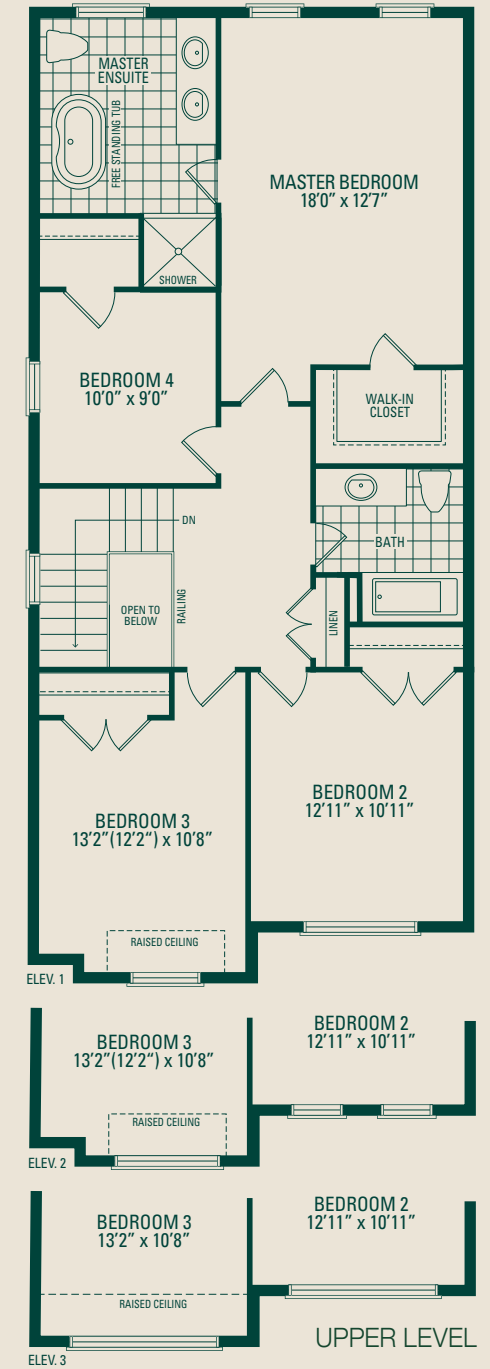 MASTER
ENSUITE
FREE STANDING TUB
MASTER BEDROOM
18'0" x 12'7"
SHOWER
BEDROOM 4
10'0" x 9'0"
WALK-IN
CLOSET
DN
BATH
OPEN TO
BELOW
RAILING
LINEN
BEDROOM 3
13'2"(12'2“) x 10'8”
BEDROOM 2
12'11” x 10'11”
RAISED CEILING
ELEV. 1
BEDROOM 3
13'2”(12'2“) x 10'8”
BEDROOM 2
12'11” x 10'11”
RAISED CEILING
ELEV. 2
BEDROOM 3
13'2” x 10'8”
BEDROOM 2
12'11” x 10'11”
RAISED CEILING
ELEV. 3
UPPER LEVEL